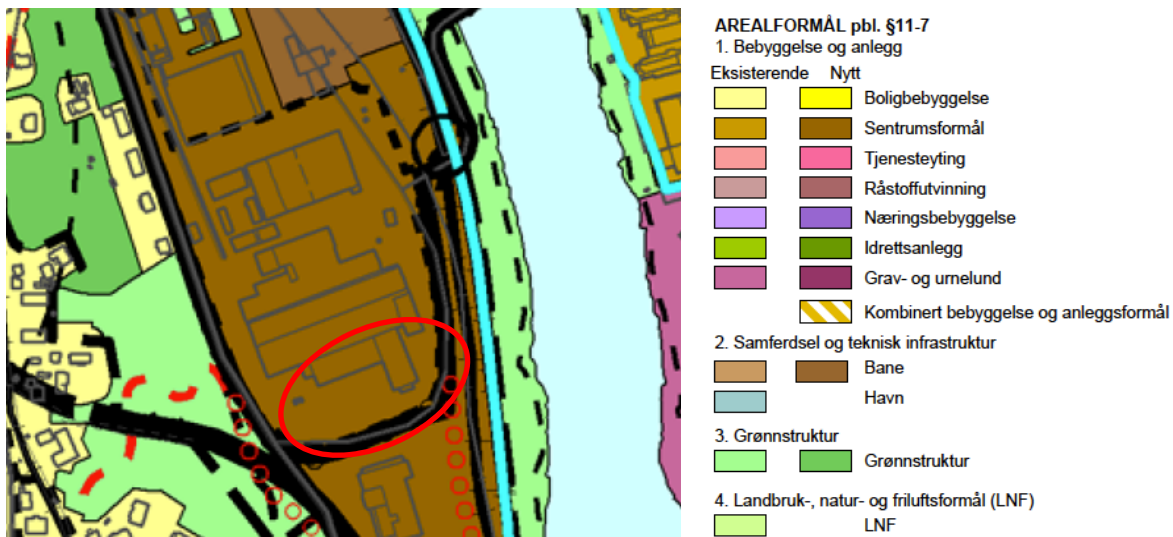 AREALFORMÅL pbl. §11-7
1. Bebyggelse og anlegg
Eksisterende Nytt
Boligbebyggelse
Sentrumsformål
Tjenesteyting
Råstoffutvinning
Næringsbebyggelse
Idrettsanlegg
Grav- og urnelund
Kombinert bebyggelse og anleggsformål
2. Samferdsel og teknisk infrastruktur
Bane
Havn
3. Grønnstruktur
Grønnstruktur
4. Landbruk-, natur- og friluftsformål (LNF)
LNF